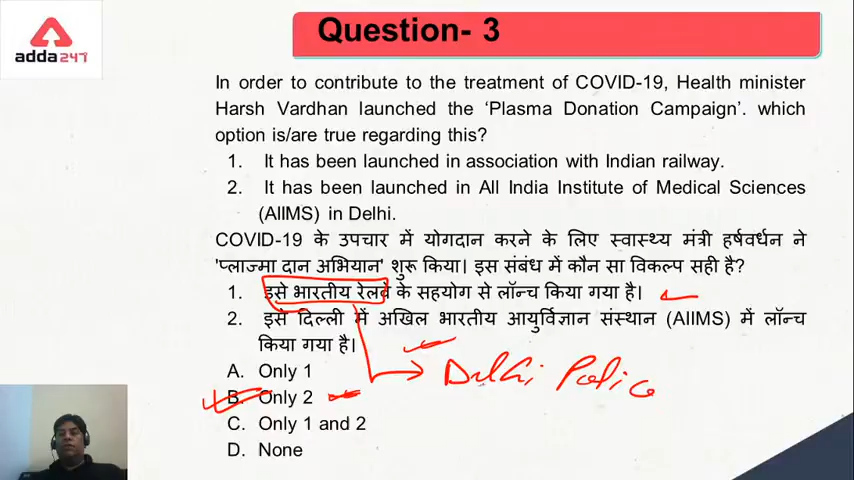 Question- 3
adda247
In order to contribute to the treatment of COVID-19, Health minister
Harsh Vardhan launched the ‘Plasma Donation Campaign’. which
option is/are true regarding this?
1. It has been launched in association with Indian railway.
2. It has been launched in All India Institute of Medical Sciences
(AIIMS) in Delhi.
COVID-19 के उपचार में योगदान करने के लिए स्वास्थ्य मंत्री हर्षवर्धन ने
'प्लाज्मा दान अभियान' शुरू किया। इस संबंध में कौन सा विकल्प सही है?
1. इसे भारतीय रेलवे के सहयोग से लॉन्च किया गया है।
2. इसे दिल्ली में अखिल भारतीय आयुर्विज्ञान संस्थान (AIIMS) में लॉन्च
किया गया है।
A. Only 1
Delhi Police
B. Only 2
C. Only 1 and 2
D. None